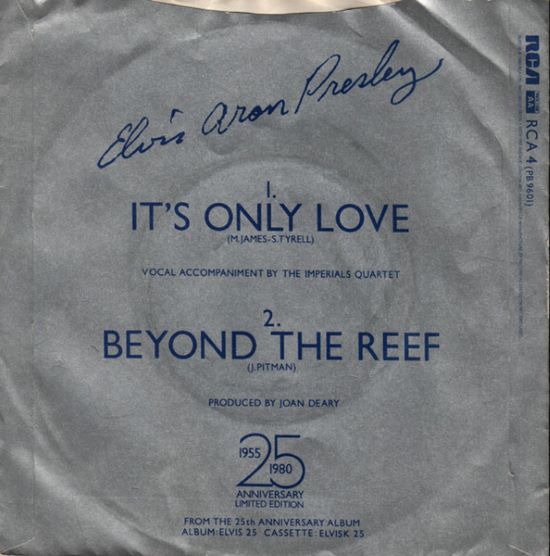 Elvis Aron Presley
1.
IT'S ONLY LOVE
(M.JAMES-S.TYRELL)
VOCAL ACCOMPANIMENT BY THE IMPERIALS QUARTET
2.
BEYOND THE REEF
(J.PITMAN)
PRODUCED BY JOAN DEARY
1955 25 1980
ANNIVERSARY
LIMITED EDITION
FROM THE 25th ANNIVERSARY ALBUM
ALBUM:ELVIS 25 CASSETTE: ELVISK 25
RCA RCA 4 (PB 9601)